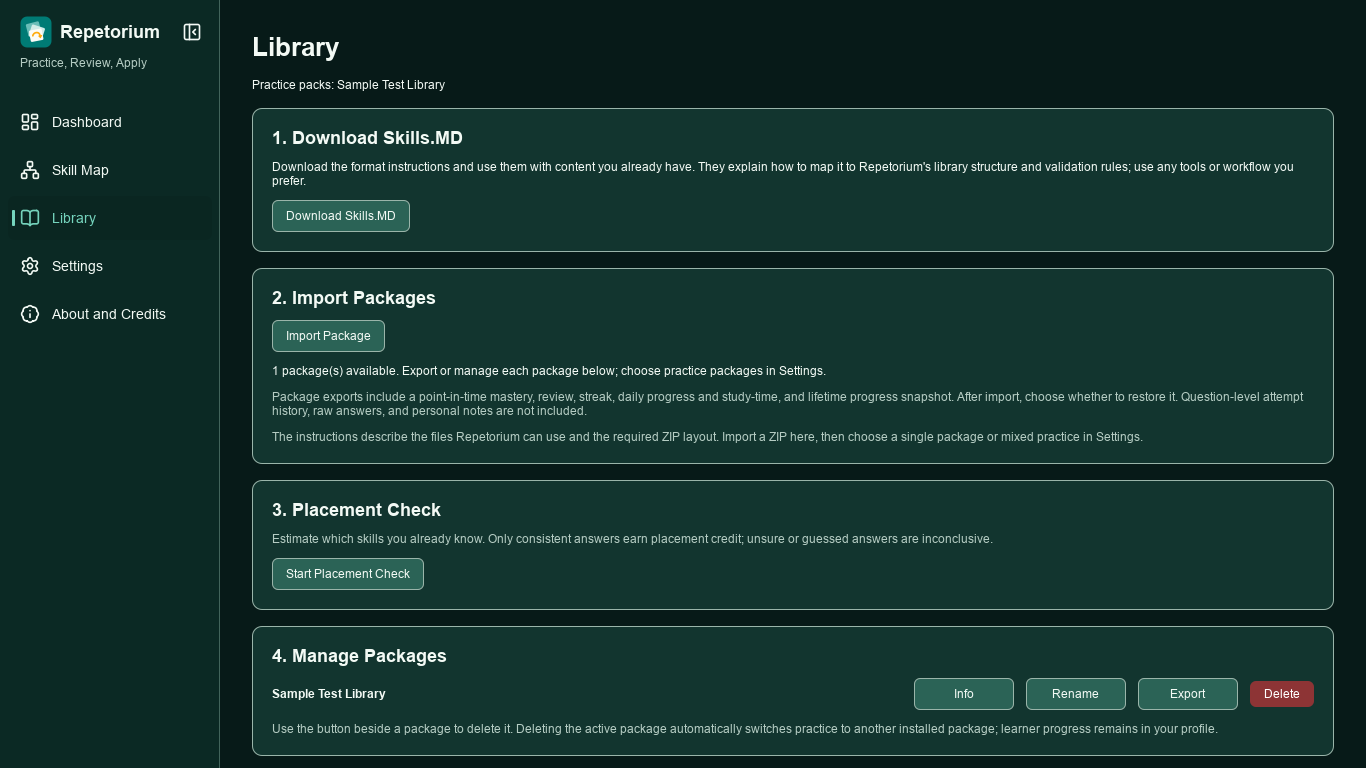 Repetorium
Practice, Review, Apply
Dashboard
Skill Map
Library
Settings
About and Credits
Library
Practice packs: Sample Test Library
1. Download Skills.MD
Download the format instructions and use them with content you already have. They explain how to map it to Repetorium's library structure and validation rules; use any tools or workflow you
prefer.
Download Skills.MD
2. Import Packages
Import Package
1 package(s) available. Export or manage each package below; choose practice packages in Settings.
Package exports include a point-in-time mastery, review, streak, daily progress and study-time, and lifetime progress snapshot. After import, choose whether to restore it. Question-level attempt
history, raw answers, and personal notes are not included.
The instructions describe the files Repetorium can use and the required ZIP layout. Import a ZIP here, then choose a single package or mixed practice in Settings.
3. Placement Check
Estimate which skills you already know. Only consistent answers earn placement credit; unsure or guessed answers are inconclusive.
Start Placement Check
4. Manage Packages
Sample Test Library
Info
Rename
Export
Delete
Use the button beside a package to delete it. Deleting the active package automatically switches practice to another installed package; learner progress remains in your profile.